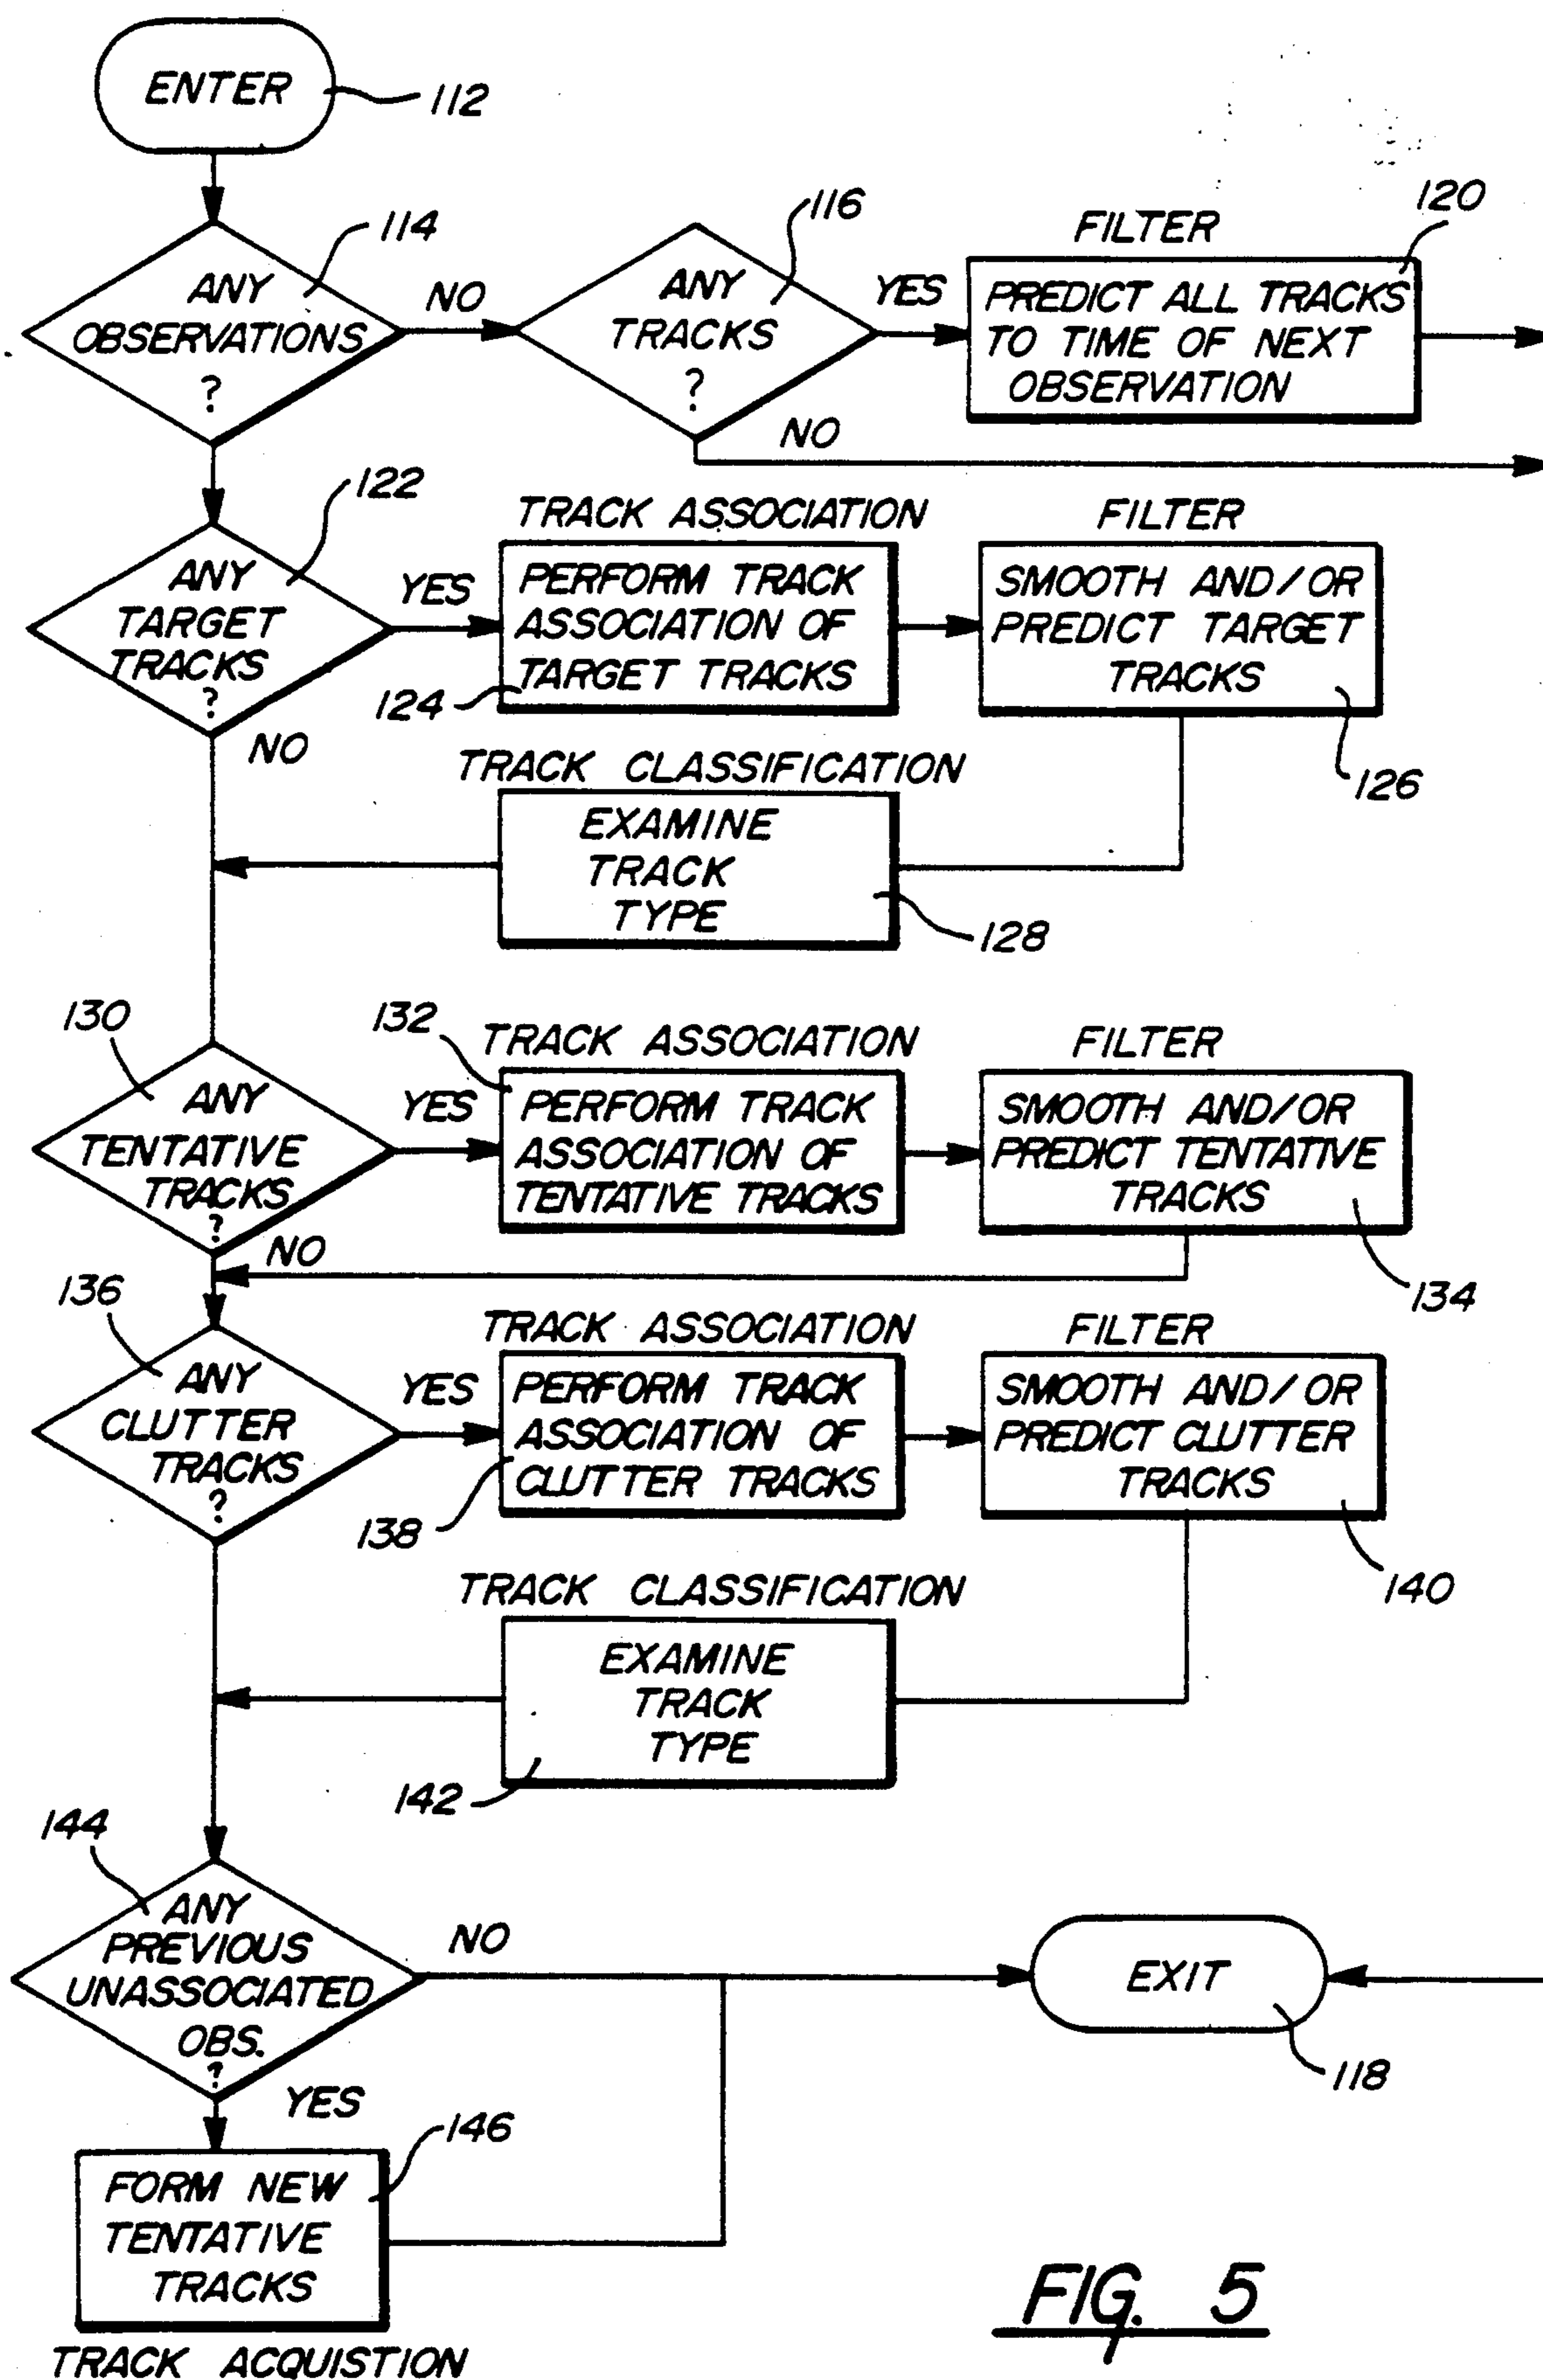 ENTER
112
114
ANY
OBSERVATIONS
?
NO
116
ANY
TRACKS
?
YES
NO
FILTER
120
PREDICT ALL TRACKS
TO TIME OF NEXT
OBSERVATION
122
ANY
TARGET
TRACKS
?
YES
NO
TRACK ASSOCIATION
PERFORM TRACK
ASSOCIATION OF
TARGET TRACKS
124
FILTER
SMOOTH AND/OR
PREDICT TARGET
TRACKS
126
TRACK CLASSIFICATION
EXAMINE
TRACK
TYPE
128
130
ANY
TENTATIVE
TRACKS
?
YES
NO
132
TRACK ASSOCIATION
PERFORM TRACK
ASSOCIATION OF
TENTATIVE TRACKS
FILTER
SMOOTH AND/OR
PREDICT TENTATIVE
TRACKS
134
136
ANY
CLUTTER
TRACKS
?
YES
TRACK ASSOCIATION
PERFORM TRACK
ASSOCIATION OF
CLUTTER TRACKS
138
FILTER
SMOOTH AND/OR
PREDICT CLUTTER
TRACKS
140
TRACK CLASSIFICATION
EXAMINE
TRACK
TYPE
142
144
ANY
PREVIOUS
UNASSOCIATED
OBS.
?
NO
YES
EXIT
118
146
FORM NEW
TENTATIVE
TRACKS
TRACK ACQUISTION
FIG. 5